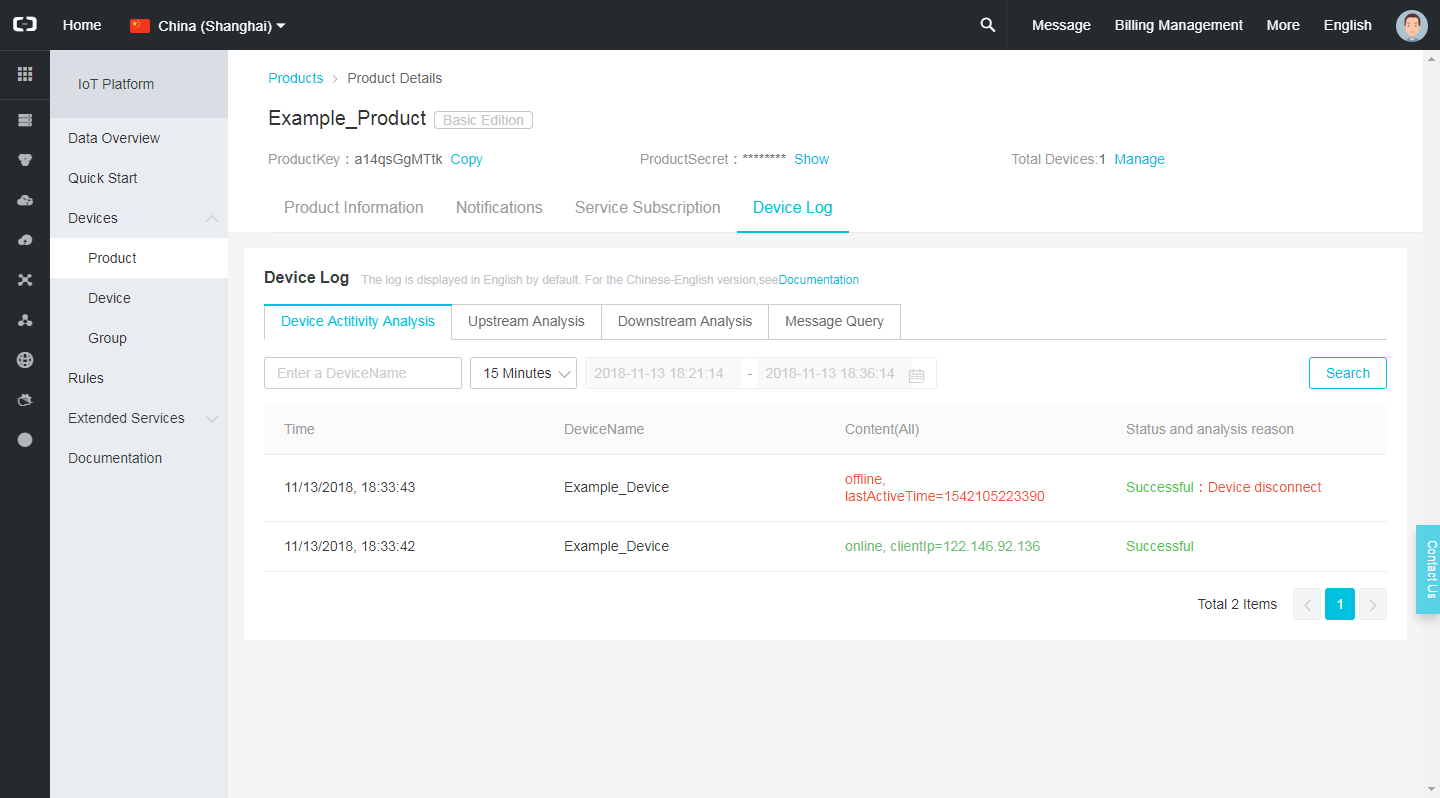 Home China (Shanghai) Message Billing Management More English
IoT Platform
Data Overview
Quick Start
Devices
Product
Device
Group
Rules
Extended Services
Documentation
Products > Product Details
Example_Product Basic Edition
ProductKey : a14qsGgMTtk Copy ProductSecret : ******** Show Total Devices:1 Manage
Product Information Notifications Service Subscription Device Log
Device Log The log is displayed in English by default. For the Chinese-English version,seeDocumentation
Device Actitivity Analysis Upstream Analysis Downstream Analysis Message Query
Enter a DeviceName 15 Minutes 2018-11-13 18:21:14 - 2018-11-13 18:36:14 Search
Time DeviceName Content(All) Status and analysis reason
11/13/2018, 18:33:43 Example_Device offline,
lastActiveTime=1542105223390 Successful : Device disconnect
11/13/2018, 18:33:42 Example_Device online, clientIp=122.146.92.136 Successful
Total 2 Items < 1 >
Contact Us